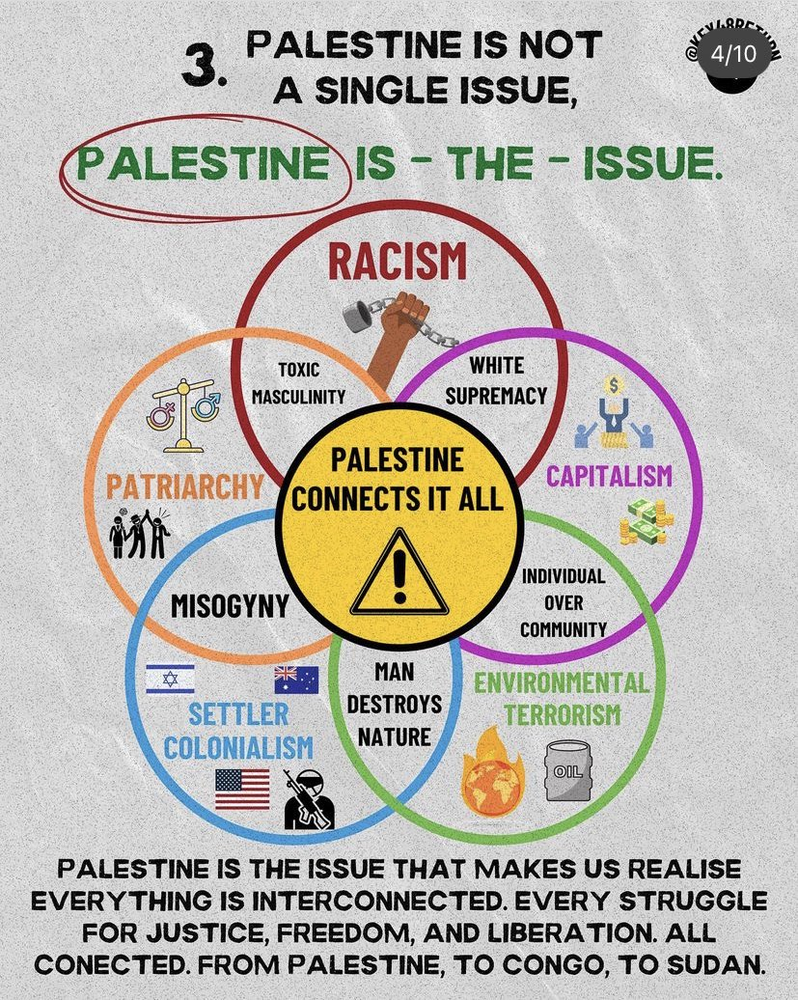 3. PALESTINE IS NOT
A SINGLE ISSUE,
4/10
PALESTINE IS - THE - ISSUE.
RACISM
TOXIC
MASCULINITY
WHITE
SUPREMACY
$
PATRIARCHY
CAPITALISM
PALESTINE
CONNECTS IT ALL
!
MISOGYNY
INDIVIDUAL
OVER
COMMUNITY
MAN
DESTROYS
NATURE
SETTLER
COLONIALISM
ENVIRONMENTAL
TERRORISM
OIL
PALESTINE IS THE ISSUE THAT MAKES US REALISE
EVERYTHING IS INTERCONNECTED. EVERY STRUGGLE
FOR JUSTICE, FREEDOM, AND LIBERATION. ALL
CONECTED. FROM PALESTINE, TO CONGO, TO SUDAN.